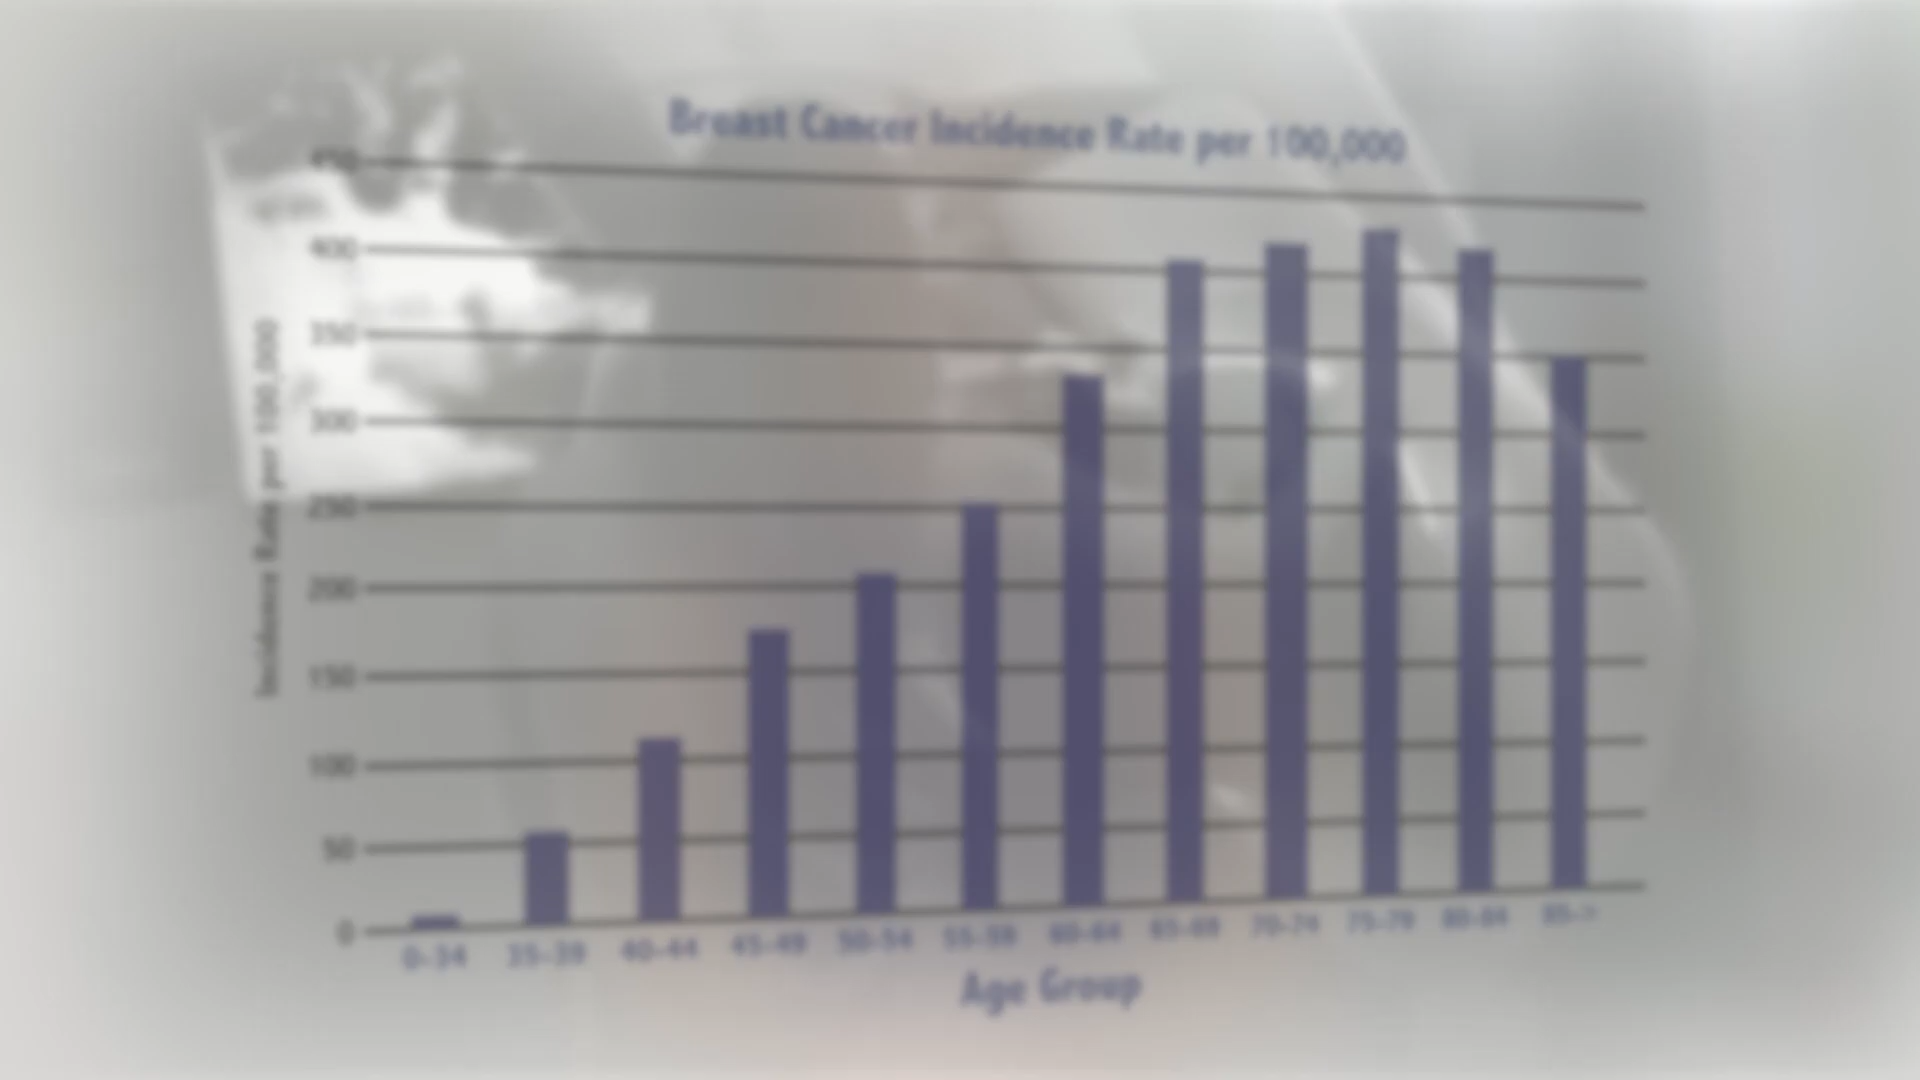 Breast Cancer Incidence Rate per 100,000
Incidence Rate per 100,000
450
400
350
300
250
200
150
100
50
0
0-34 35-39 40-44 45-49 50-54 55-59 60-64 65-69 70-74 75-79 80-84 85->
Age Group